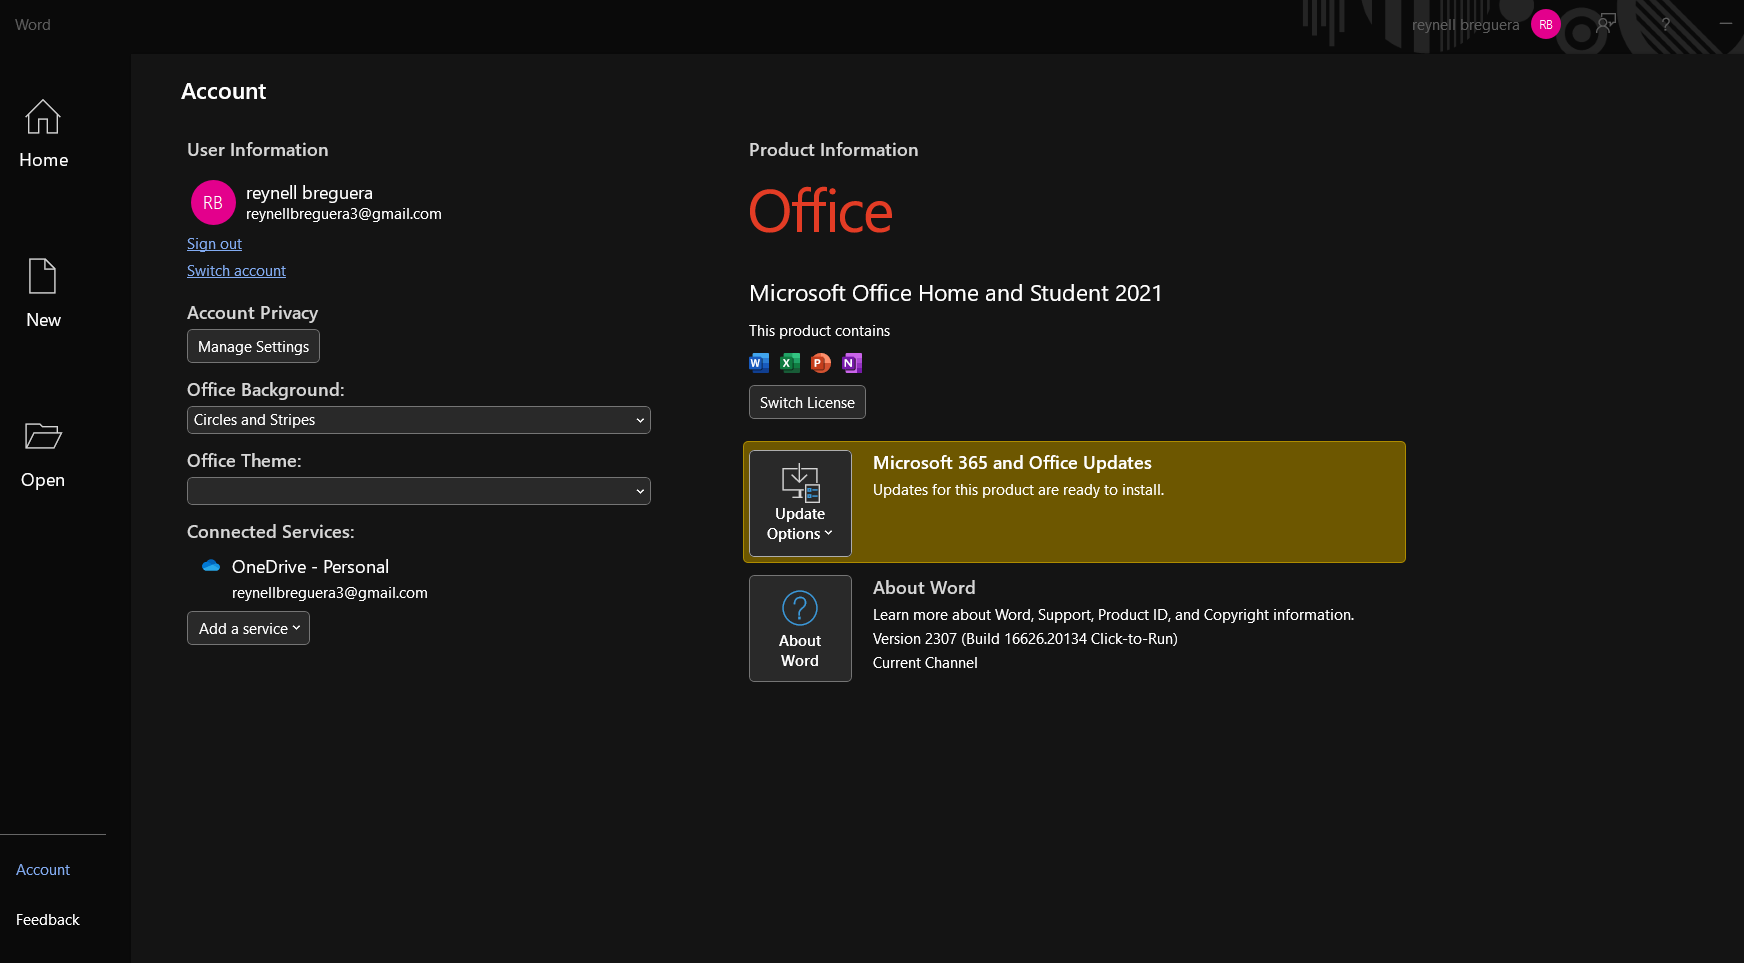 Word
reynell breguera
RB
?
Home
New
Open
Account
Feedback
Account
User Information
RB
reynell breguera
reynellbreguera3@gmail.com
Sign out
Switch account
Account Privacy
Manage Settings
Office Background:
Circles and Stripes
Office Theme:
Connected Services:
OneDrive - Personal
reynellbreguera3@gmail.com
Add a service
Product Information
Office
Microsoft Office Home and Student 2021
This product contains
W X P N
Switch License
Update
Options
Microsoft 365 and Office Updates
Updates for this product are ready to install.
?
About
Word
About Word
Learn more about Word, Support, Product ID, and Copyright information.
Version 2307 (Build 16626.20134 Click-to-Run)
Current Channel